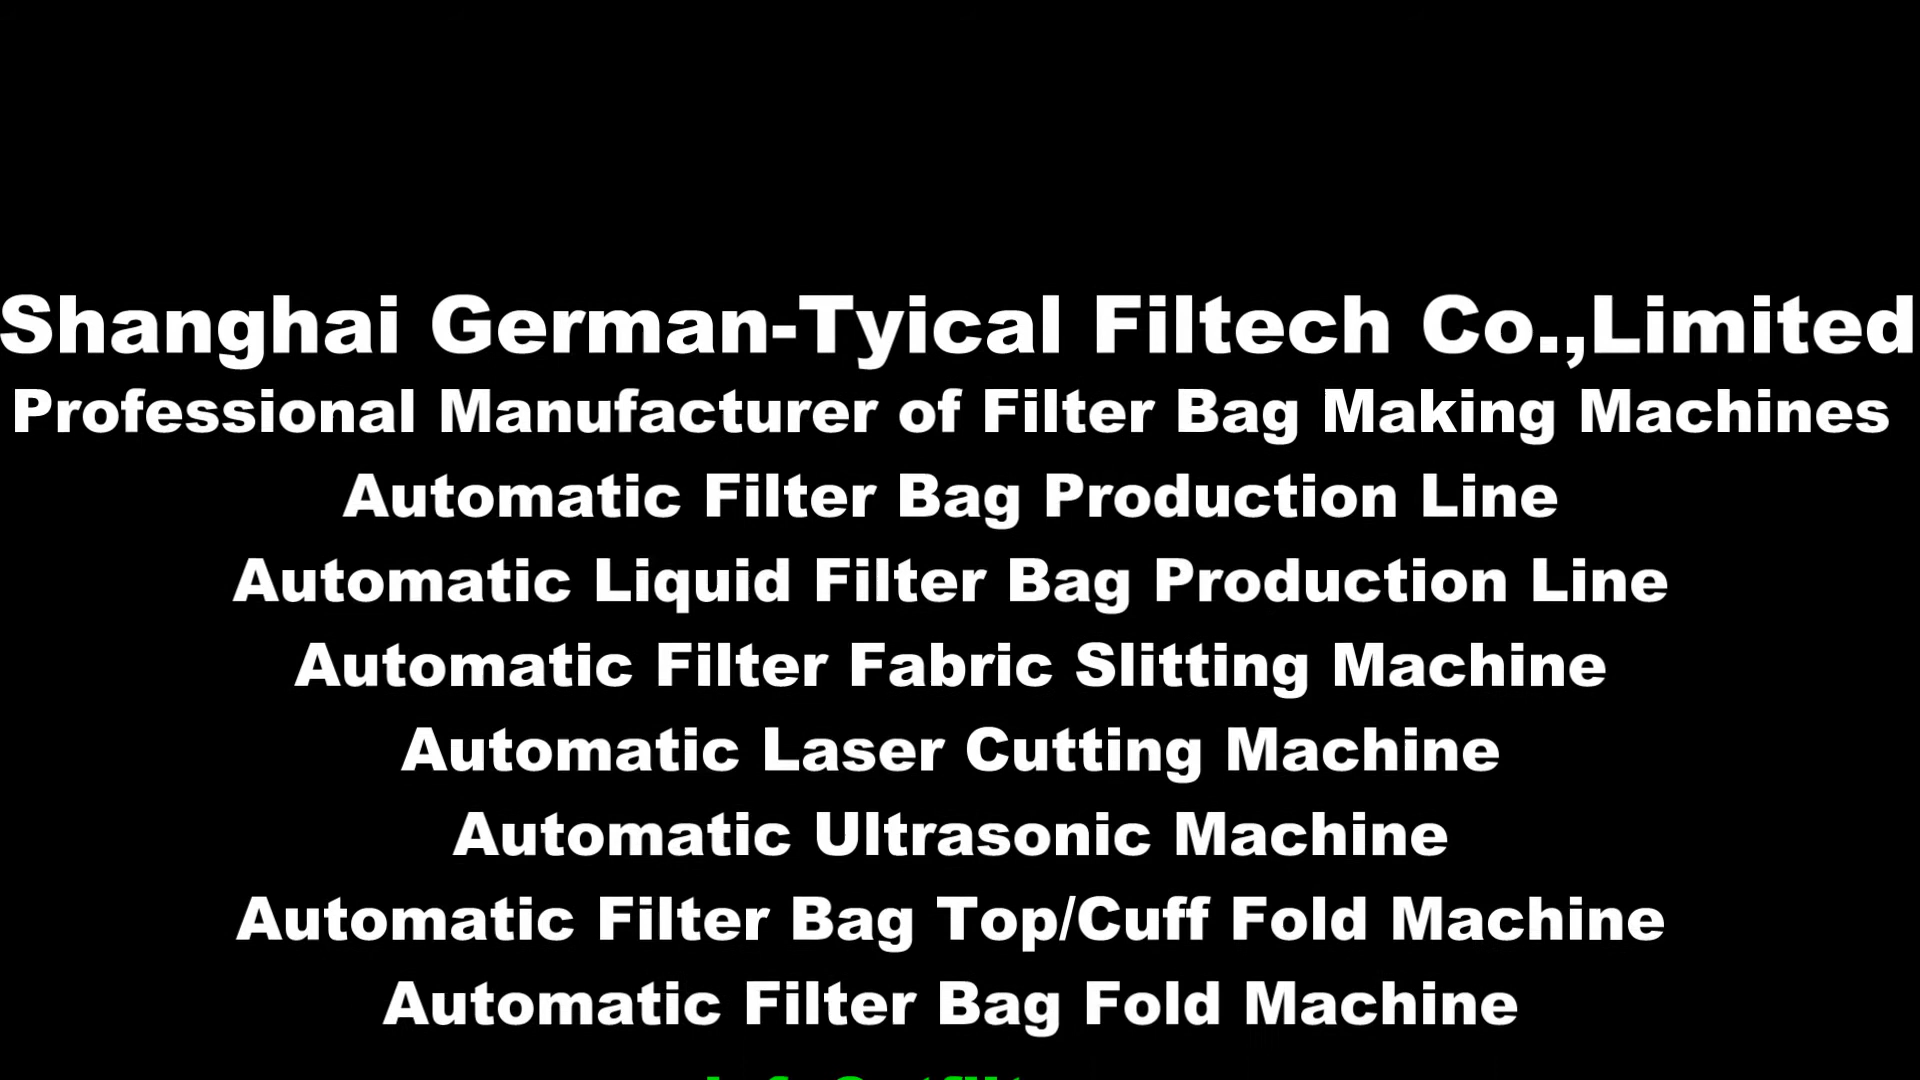 Shanghai German-Tyical Filtech Co.,Limited
Professional Manufacturer of Filter Bag Making Machines
Automatic Filter Bag Production Line
Automatic Liquid Filter Bag Production Line
Automatic Filter Fabric Slitting Machine
Automatic Laser Cutting Machine
Automatic Ultrasonic Machine
Automatic Filter Bag Top/Cuff Fold Machine
Automatic Filter Bag Fold Machine